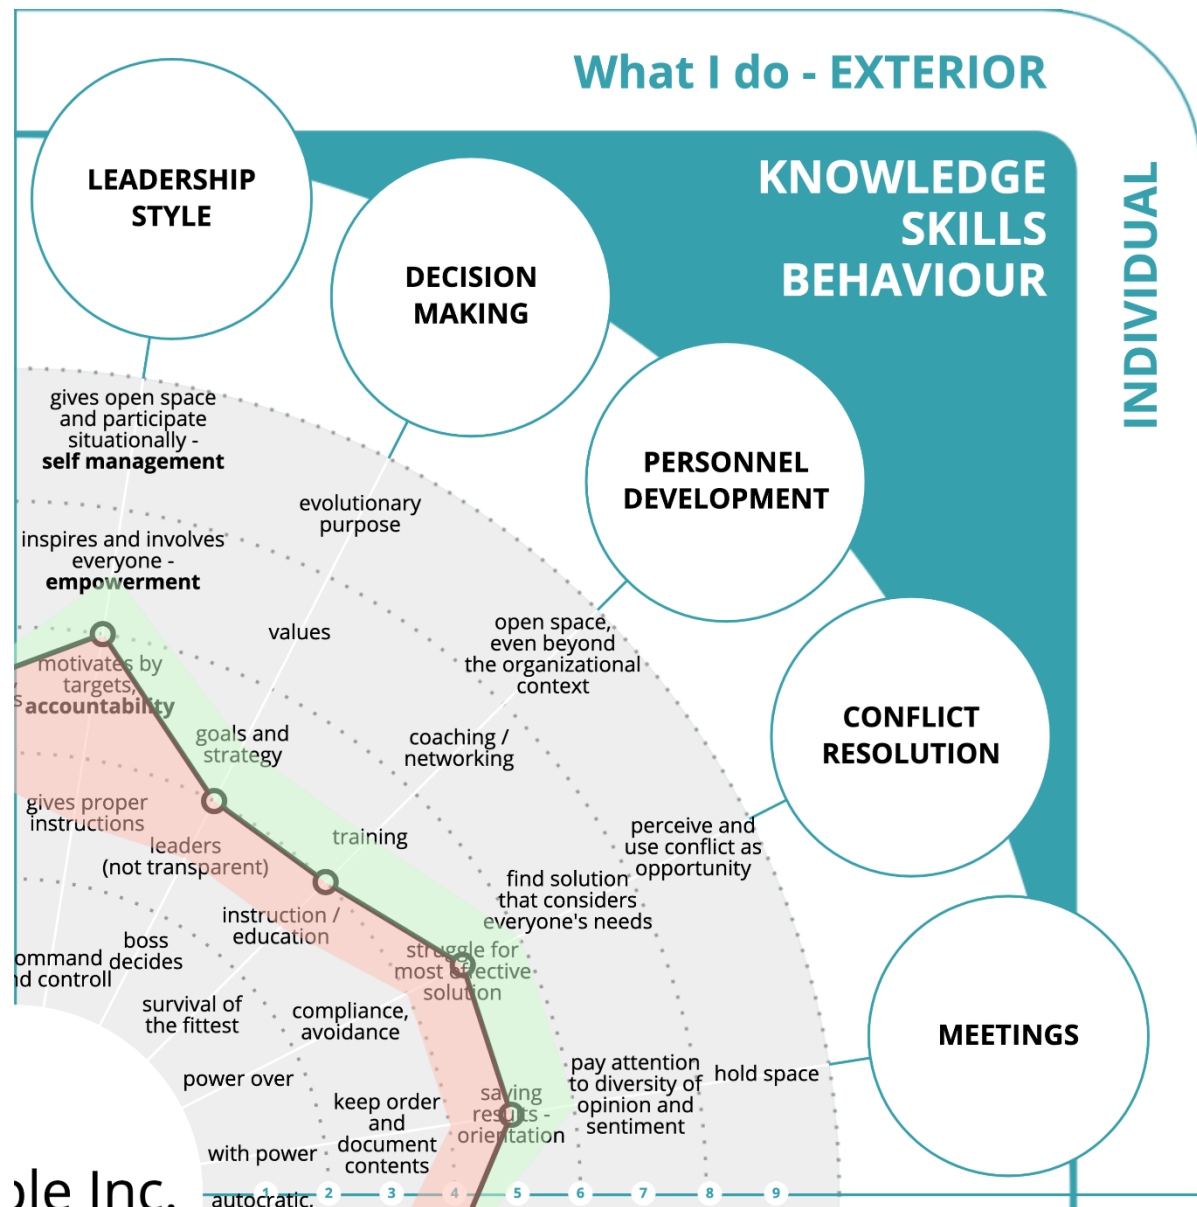 What I do - EXTERIOR
KNOWLEDGE
SKILLS
BEHAVIOUR
INDIVIDUAL
LEADERSHIP
STYLE
DECISION
MAKING
PERSONNEL
DEVELOPMENT
CONFLICT
RESOLUTION
MEETINGS
gives open space
and participate
situationally -
self management
inspires and involves
everyone -
empowerment
motivates by
targets,
accountability
s
gives proper
instructions
ommand
nd controll
evolutionary
purpose
values
goals and
strategy
leaders
(not transparent)
boss
decides
open space,
even beyond
the organizational
context
coaching /
networking
training
instruction /
education
survival of
the fittest
perceive and
use conflict as
opportunity
find solution
that considers
everyone's needs
struggle for
most effective
solution
compliance,
avoidance
power over
hold space
pay attention
to diversity of
opinion and
sentiment
saving
results -
orientation
keep order
and
document
contents
with power
autocratic,
ple Inc.
1 2 3 4 5 6 7 8 9